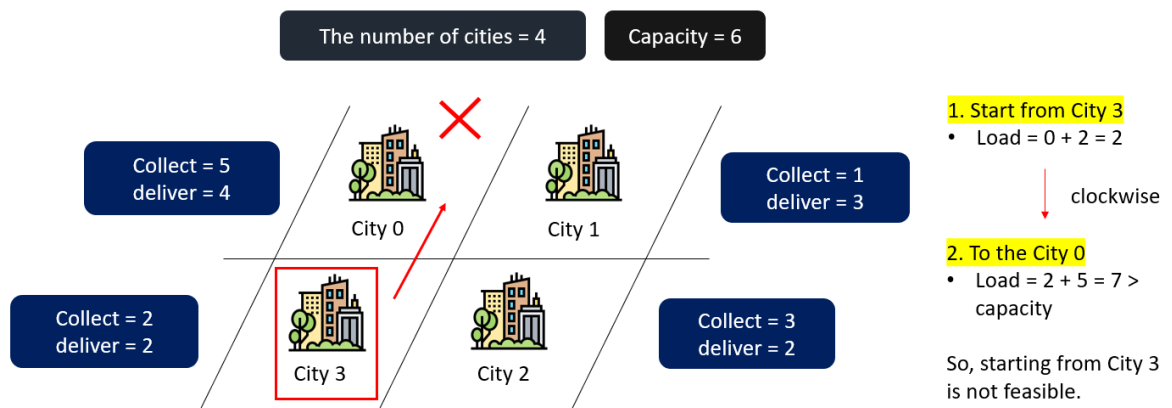 The number of cities = 4
Capacity = 6
Collect = 5
deliver = 4
City 0
City 1
Collect = 1
deliver = 3
Collect = 2
deliver = 2
City 3
City 2
Collect = 3
deliver = 2
1. Start from City 3
• Load = 0 + 2 = 2
clockwise
2. To the City 0
• Load = 2 + 5 = 7 >
capacity
So, starting from City 3
is not feasible.